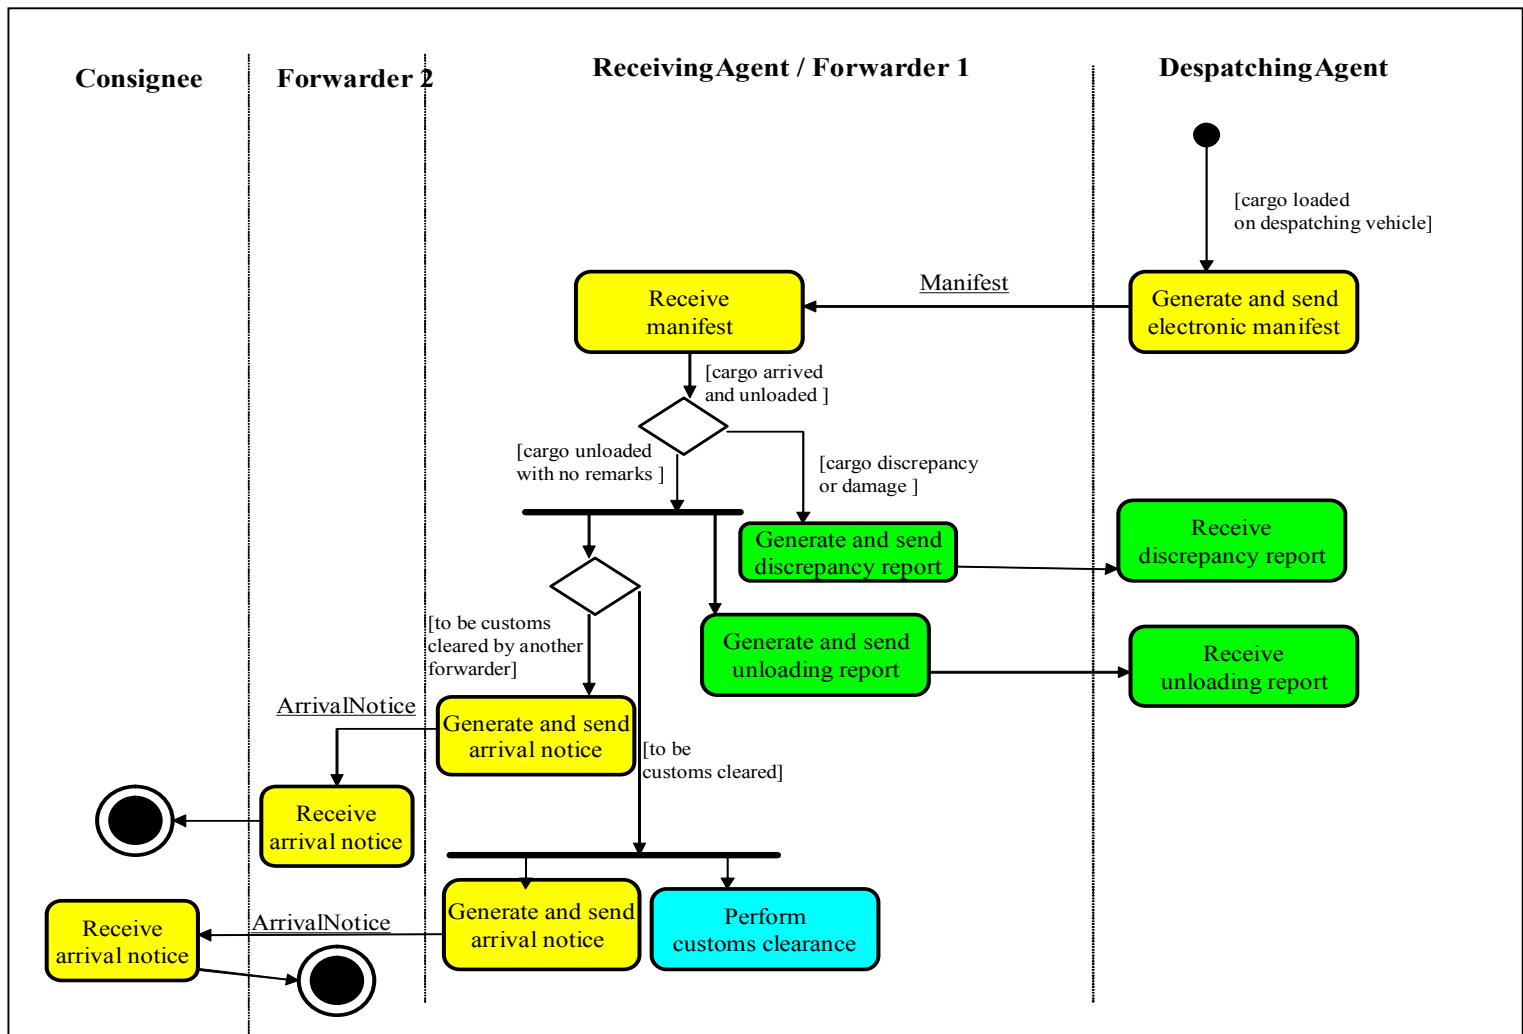 Consignee
Forwarder 2
ReceivingAgent / Forwarder 1
DespatchingAgent
[cargo loaded
on despatching vehicle]
Manifest
Receive
manifest
Generate and send
electronic manifest
[cargo arrived
and unloaded ]
[cargo unloaded
with no remarks ]
[cargo discrepancy
or damage ]
Generate and send
discrepancy report
Receive
discrepancy report
[to be customs
cleared by another
forwarder]
Generate and send
unloading report
Receive
unloading report
ArrivalNotice
Generate and send
arrival notice
[to be
customs cleared]
Receive
arrival notice
Receive
arrival notice
ArrivalNotice
Generate and send
arrival notice
Perform
customs clearance